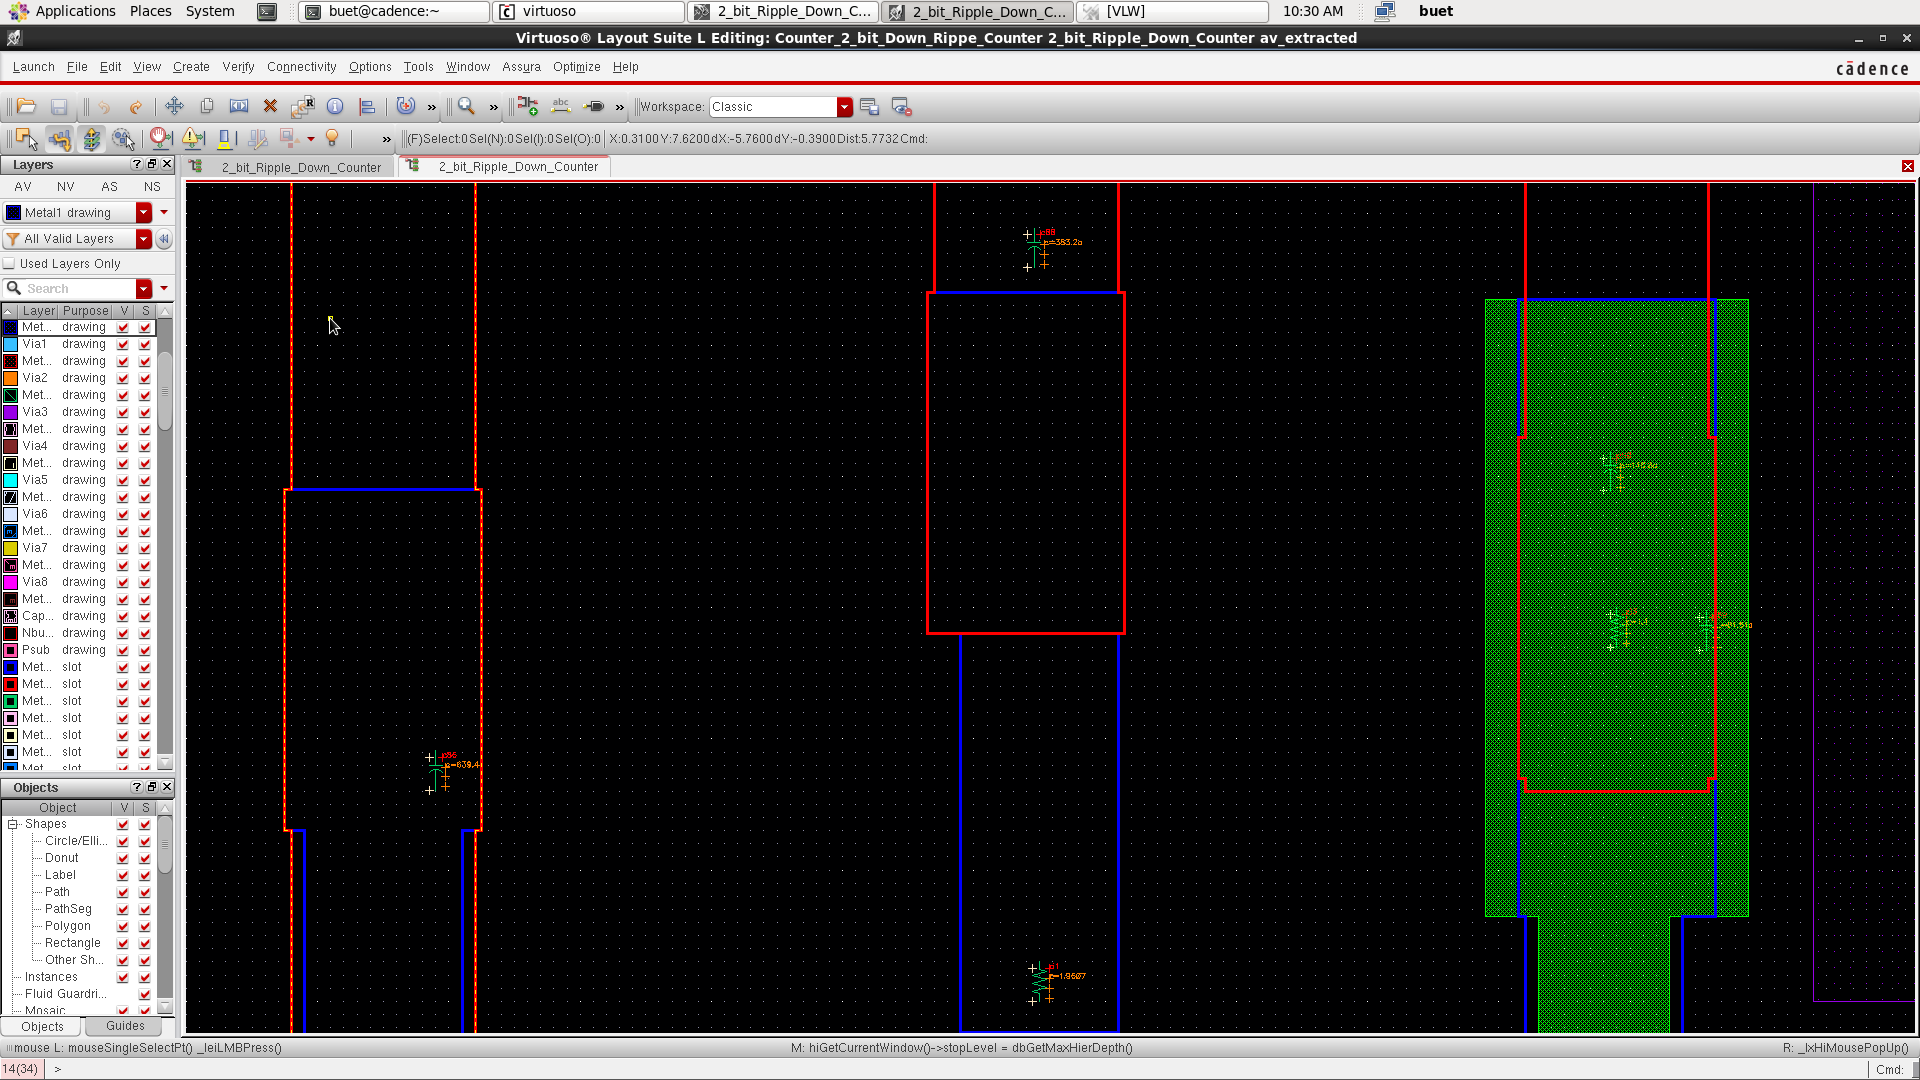 Applications Places System buet@cadence:~ virtuoso 2_bit_Ripple_Down_C... 2_bit_Ripple_Down_C... [VLW] 10:30 AM buet
Virtuoso® Layout Suite L Editing: Counter_2_bit_Down_Rippe_Counter 2_bit_Ripple_Down_Counter av_extracted
Launch File Edit View Create Verify Connectivity Options Tools Window Assura Optimize Help cādence
Workspace: Classic
(F)Select:0 Sel(N):0 Sel(I):0 Sel(O):0 X:0.3100 Y:7.6200 dX:-5.7600 dY:-0.3900 Dist:5.7732 Cmd:
Layers
2_bit_Ripple_Down_Counter 2_bit_Ripple_Down_Counter
AV NV AS NS
Metal1 drawing
All Valid Layers
Used Layers Only
Search
Layer Purpose V S
Met... drawing
Via1 drawing
Met... drawing
Via2 drawing
Met... drawing
Via3 drawing
Met... drawing
Via4 drawing
Met... drawing
Via5 drawing
Met... drawing
Via6 drawing
Met... drawing
Via7 drawing
Met... drawing
Via8 drawing
Met... drawing
Cap... drawing
Nbu... drawing
Psub drawing
Met... slot
Met... slot
Met... slot
Met... slot
Met... slot
Met... slot
Met... slot
Objects
Object V S
Shapes
Circle/Elli...
Donut
Label
Path
PathSeg
Polygon
Rectangle
Other Sh...
Instances
Fluid Guardri...
Mosaic
Objects Guides
c=383.2a
r=1.9607
mouse L: mouseSingleSelectPt() _leiLMBPress() M: hiGetCurrentWindow()->stopLevel = dbGetMaxHierDepth() R: _lxHiMousePopUp()
14(34) > Cmd: